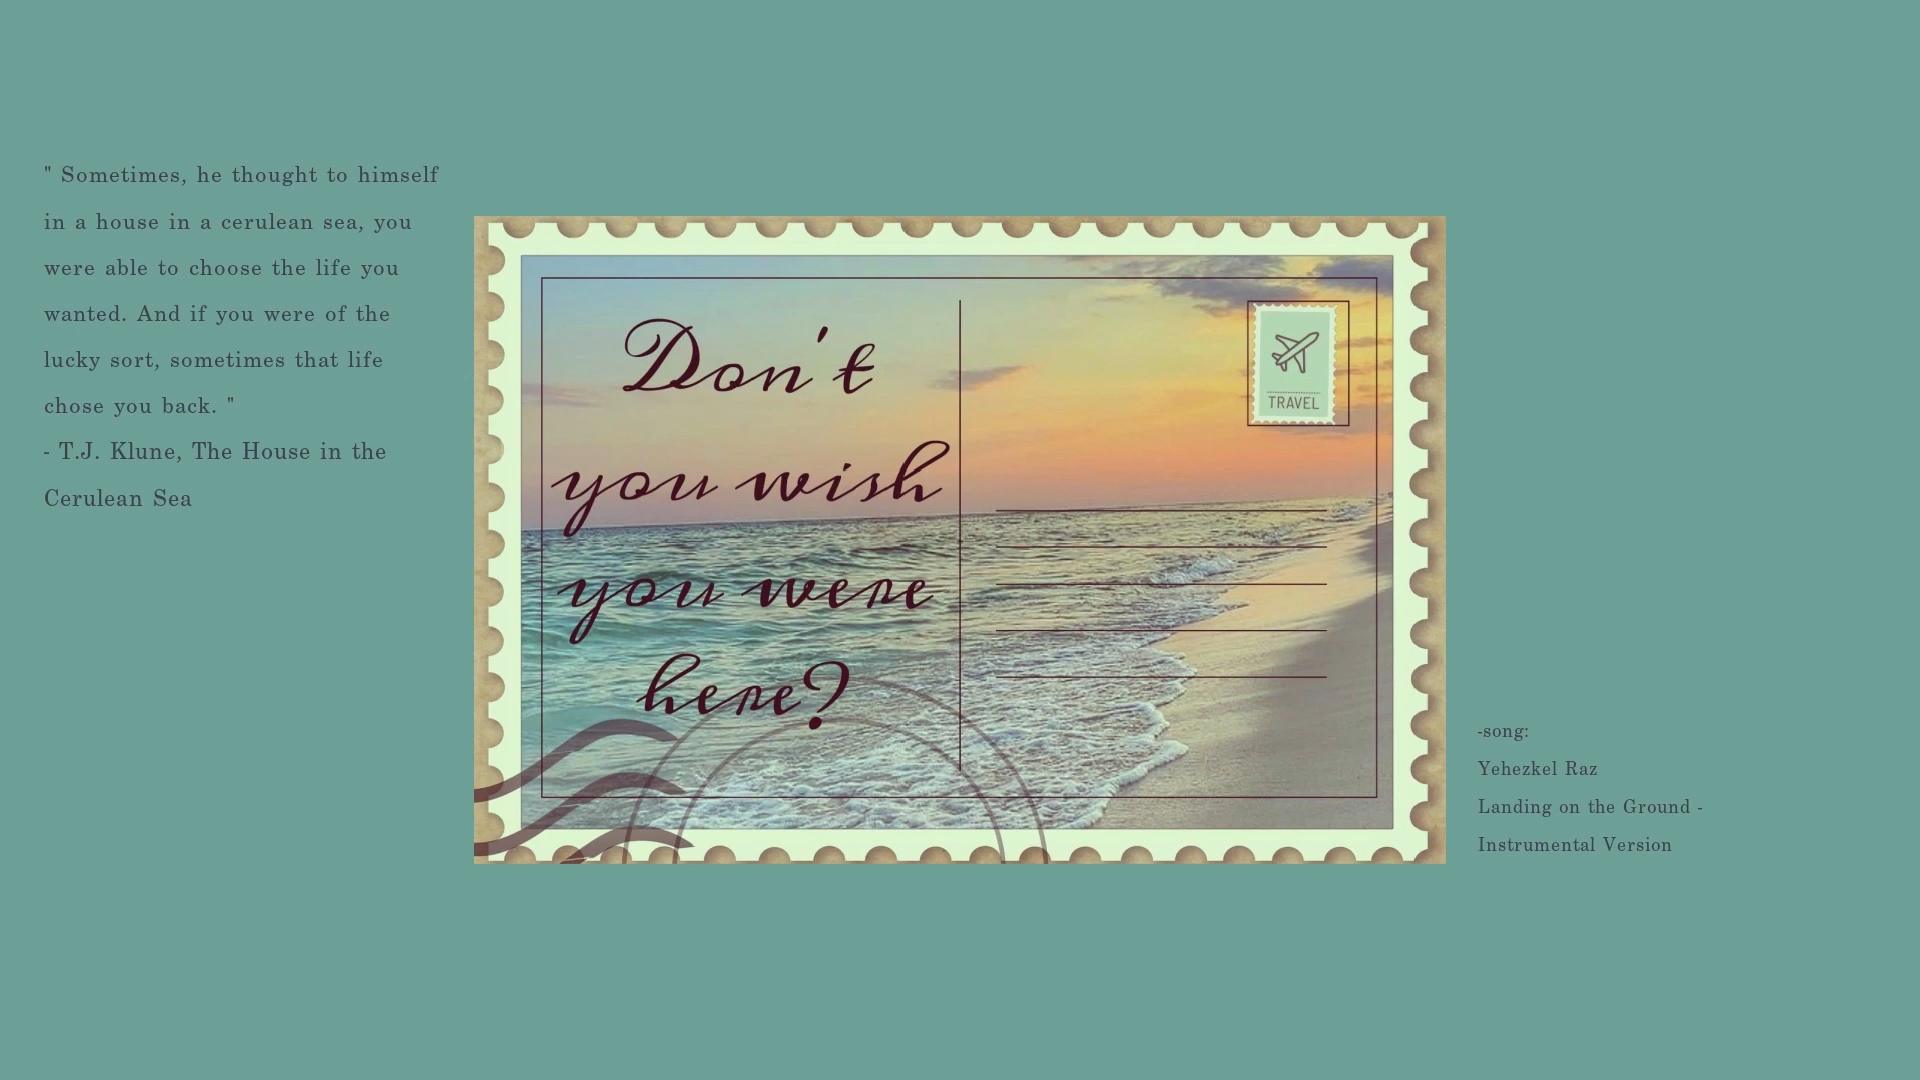 " Sometimes, he thought to himself
in a house in a cerulean sea, you
were able to choose the life you
wanted. And if you were of the
lucky sort, sometimes that life
chose you back. "
- T.J. Klune, The House in the
Cerulean Sea
Don't
you wish
you were
here?
TRAVEL
-song:
Yehezkel Raz
Landing on the Ground -
Instrumental Version